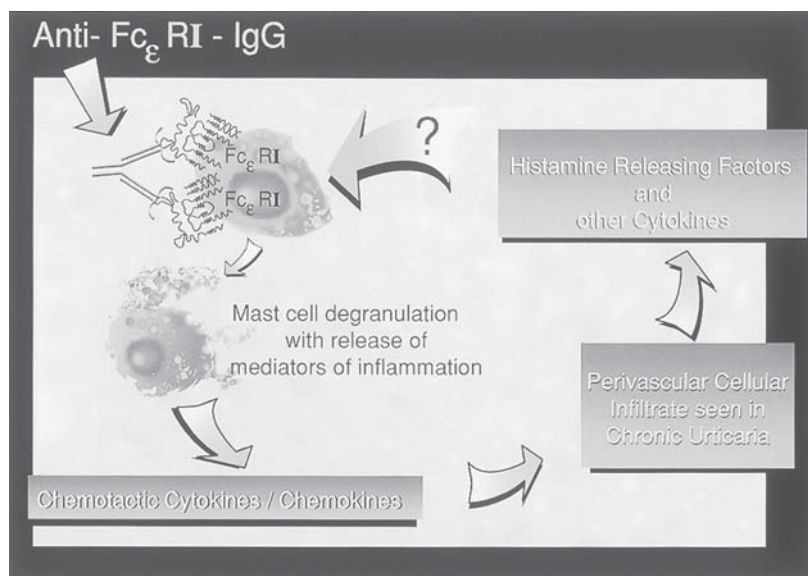 Anti- Fcε RI - IgG
Fcε RI
Fcε RI
?
Histamine Releasing Factors
and
other Cytokines
Mast cell degranulation
with release of
mediators of inflammation
Perivascular Cellular
Infiltrate seen in
Chronic Urticaria
Chemotactic Cytokines / Chemokines